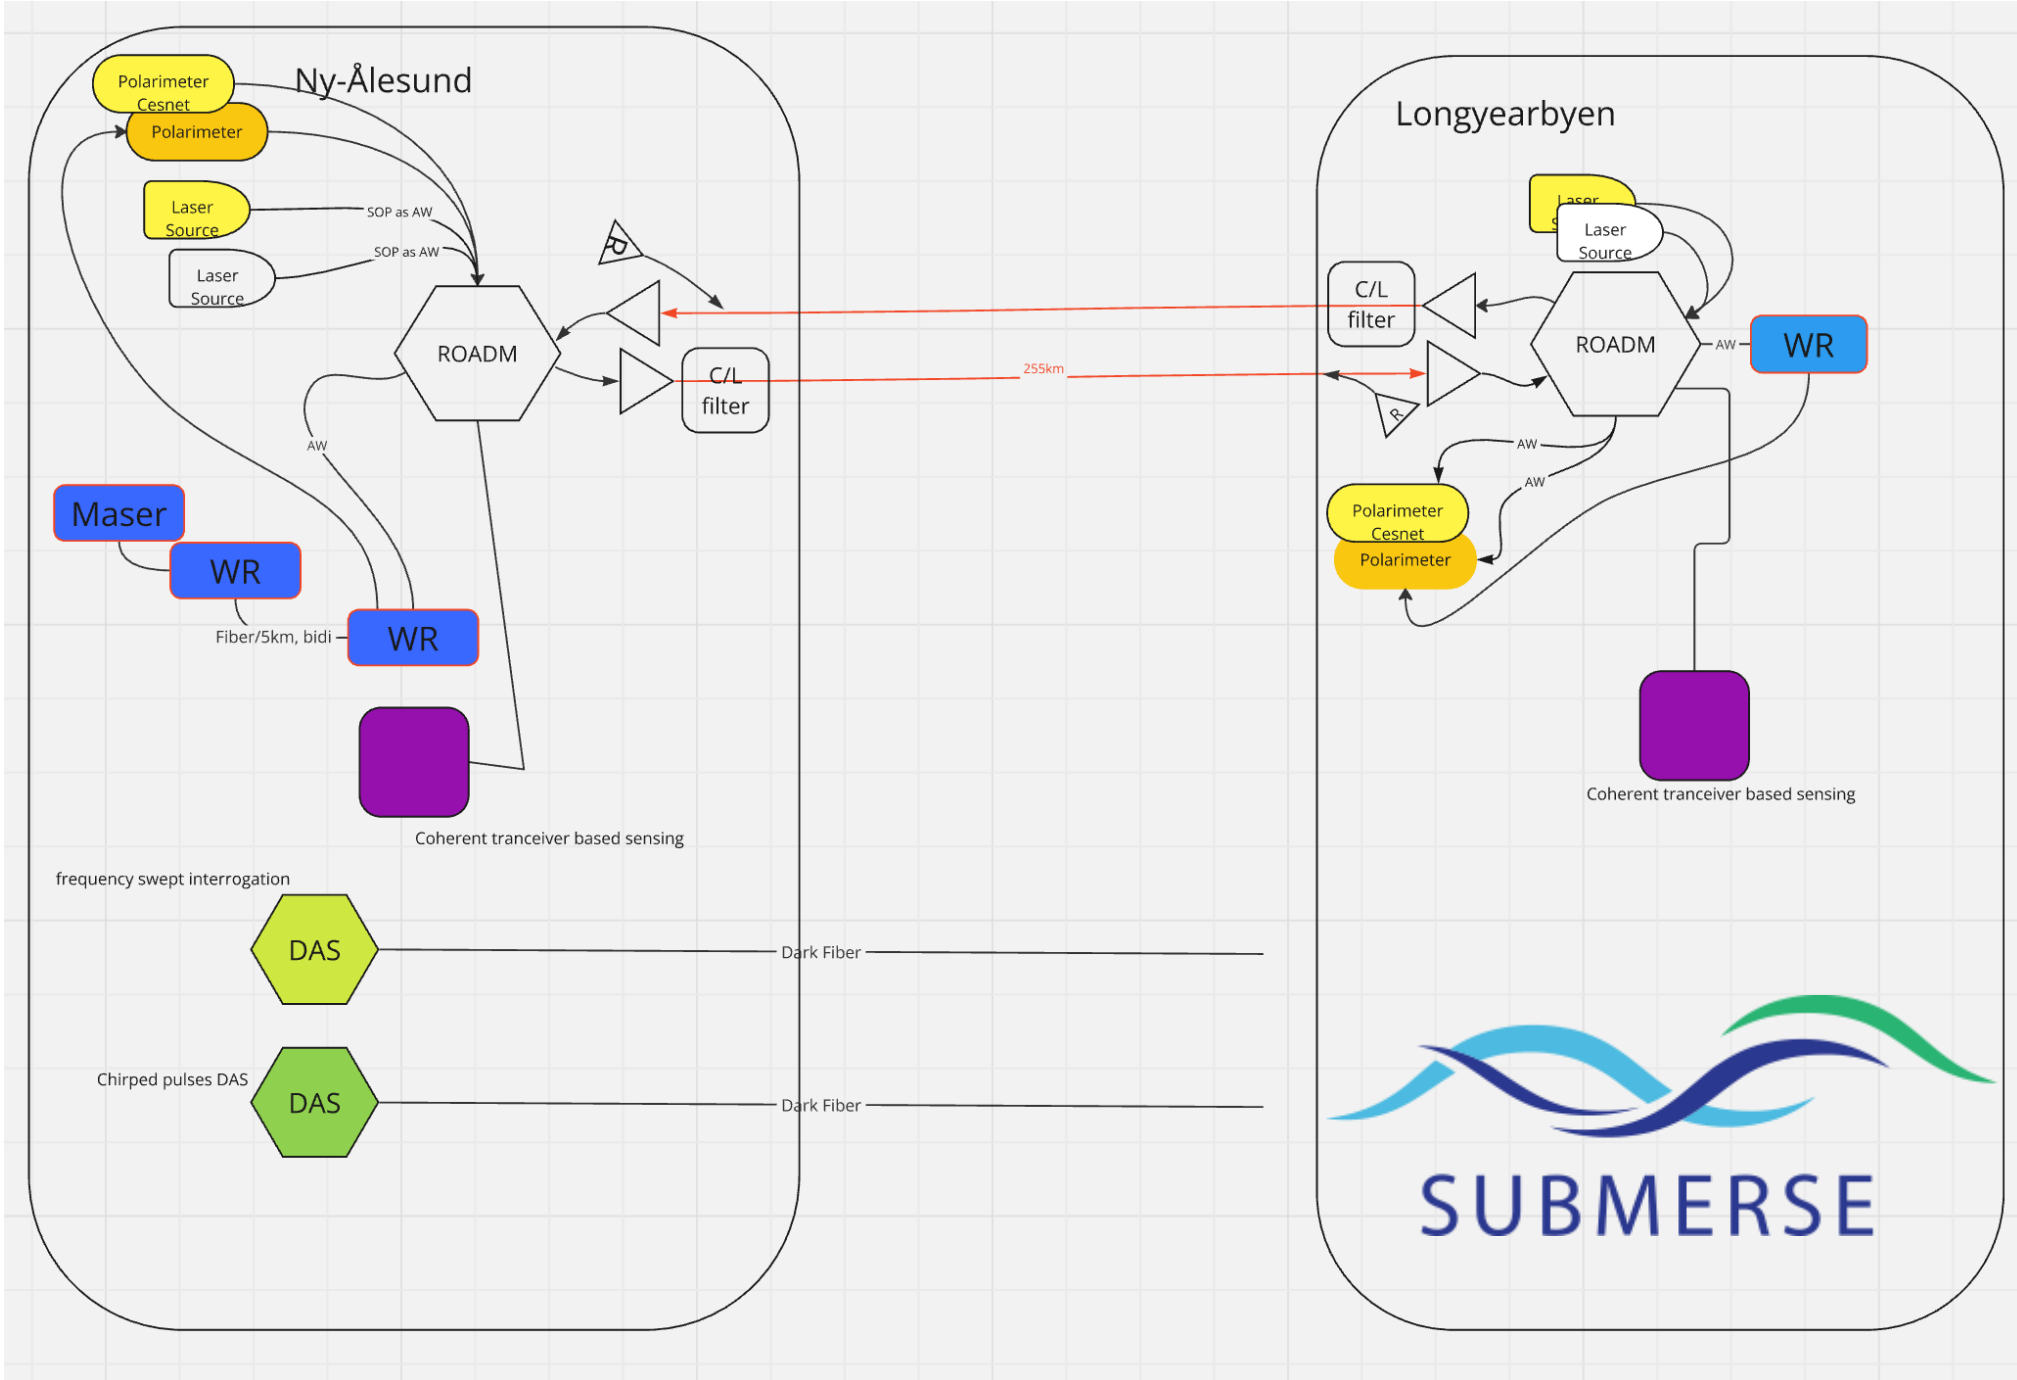 Ny-Ålesund
Polarimeter
Cesnet
Polarimeter
Laser
Source
SOP as AW
Laser
Source
SOP as AW
R
ROADM
C/L
filter
AW
Maser
WR
Fiber/5km, bidi
WR
Coherent tranceiver based sensing
frequency swept interrogation
DAS
Dark Fiber
Chirped pulses DAS
DAS
Dark Fiber
255km
Longyearbyen
Laser
S
Laser
Source
C/L
filter
ROADM
AW
WR
R
AW
AW
Polarimeter
Cesnet
Polarimeter
Coherent tranceiver based sensing
SUBMERSE